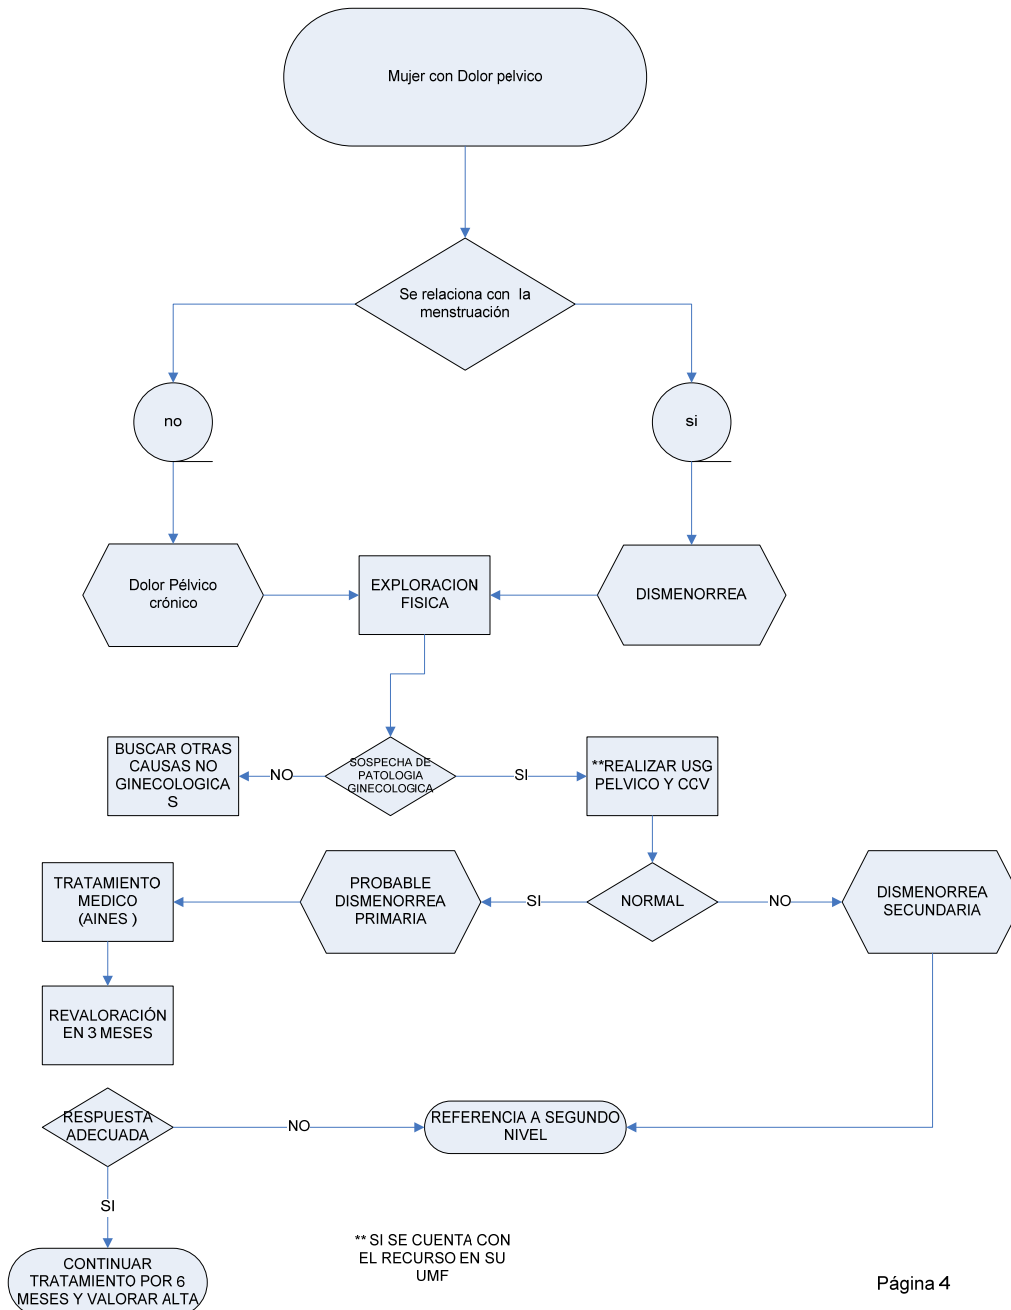 Mujer con Dolor pelvico
Se relaciona con la
menstruación
no
si
Dolor Pélvico
crónico
EXPLORACION
FISICA
DISMENORREA
BUSCAR OTRAS
CAUSAS NO
GINECOLOGICA
S
NO
SOSPECHA DE
PATOLOGIA
GINECOLOGICA
SI
**REALIZAR USG
PELVICO Y CCV
TRATAMIENTO
MEDICO
(AINES )
PROBABLE
DISMENORREA
PRIMARIA
SI
NORMAL
NO
DISMENORREA
SECUNDARIA
REVALORACIÓN
EN 3 MESES
RESPUESTA
ADECUADA
NO
REFERENCIA A SEGUNDO
NIVEL
SI
CONTINUAR
TRATAMIENTO POR 6
MESES Y VALORAR ALTA
** SI SE CUENTA CON
EL RECURSO EN SU
UMF
Página 4